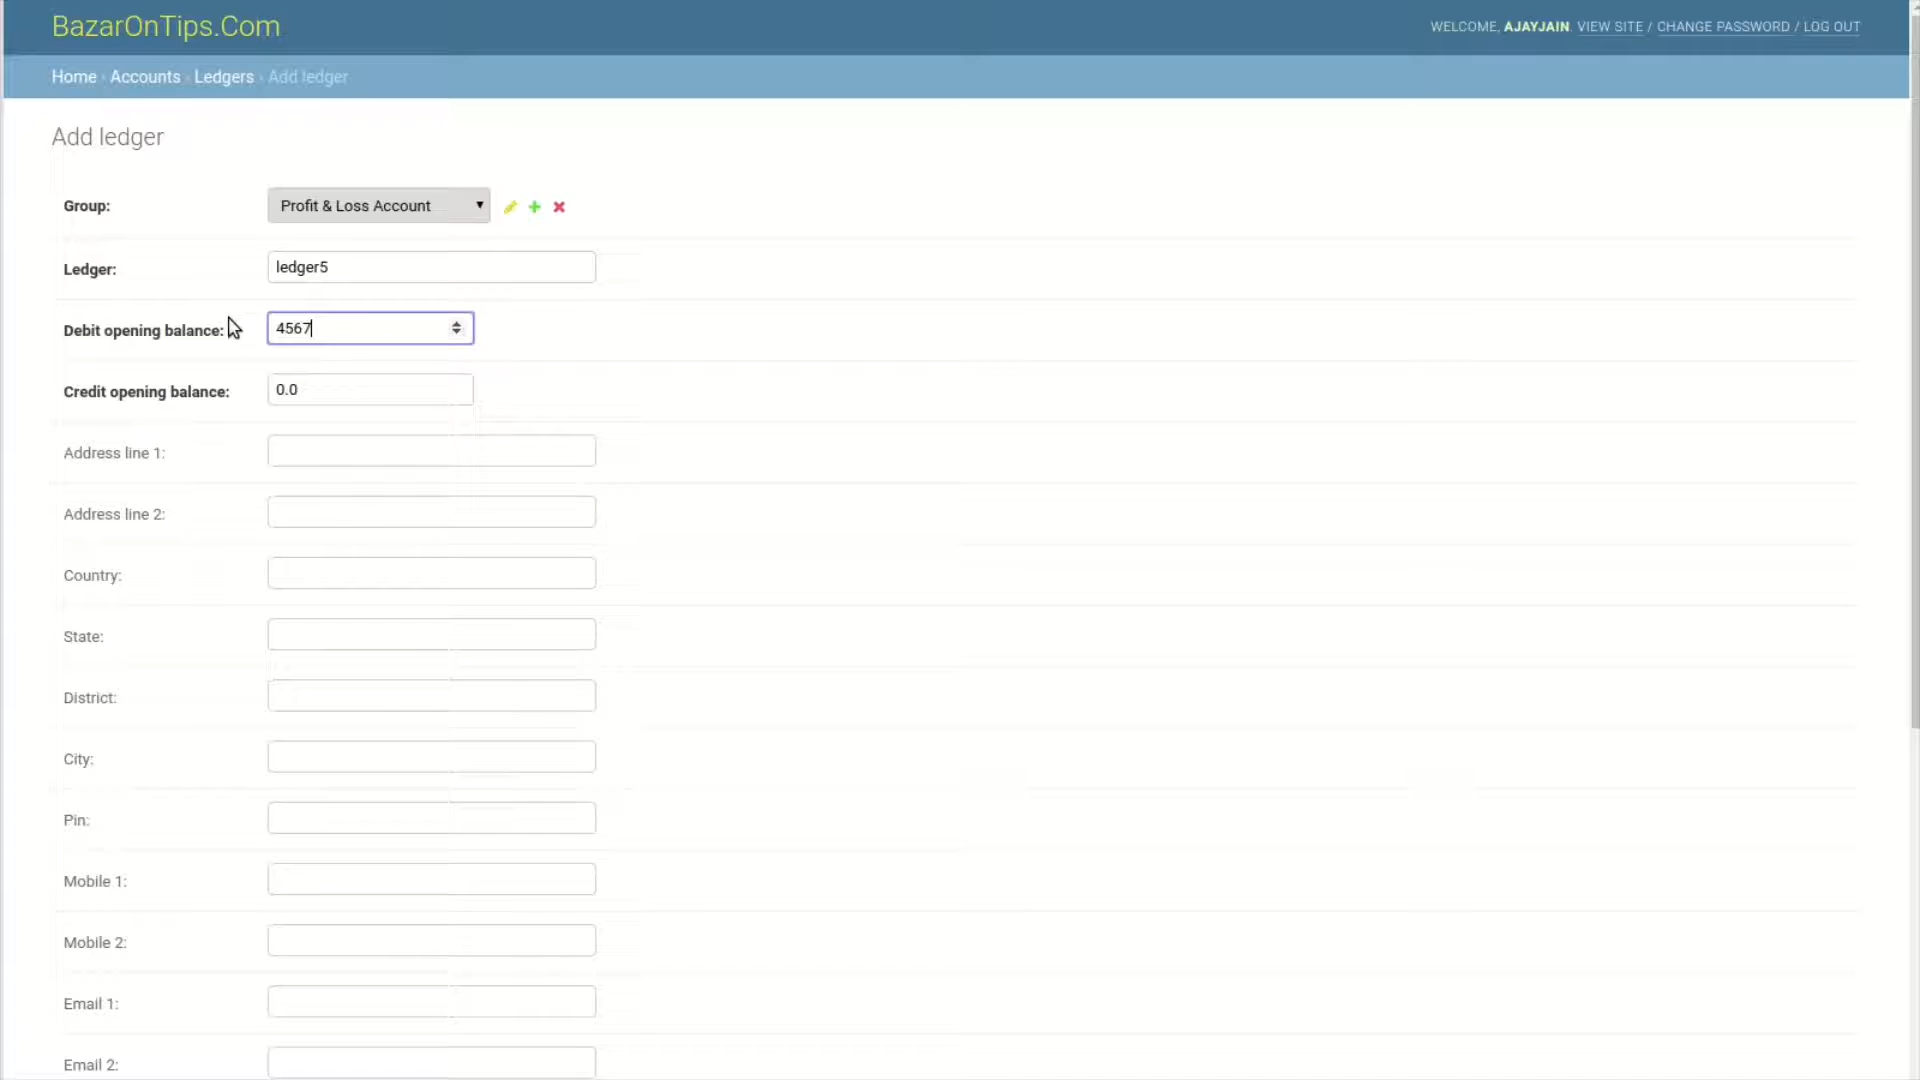 BazarOnTips.Com
WELCOME, AJAYJAIN. VIEW SITE / CHANGE PASSWORD / LOG OUT
Home › Accounts › Ledgers › Add ledger
Add ledger
Group: Profit & Loss Account
Ledger: ledger5
Debit opening balance: 4567
Credit opening balance: 0.0
Address line 1:
Address line 2:
Country:
State:
District:
City:
Pin:
Mobile 1:
Mobile 2:
Email 1:
Email 2: